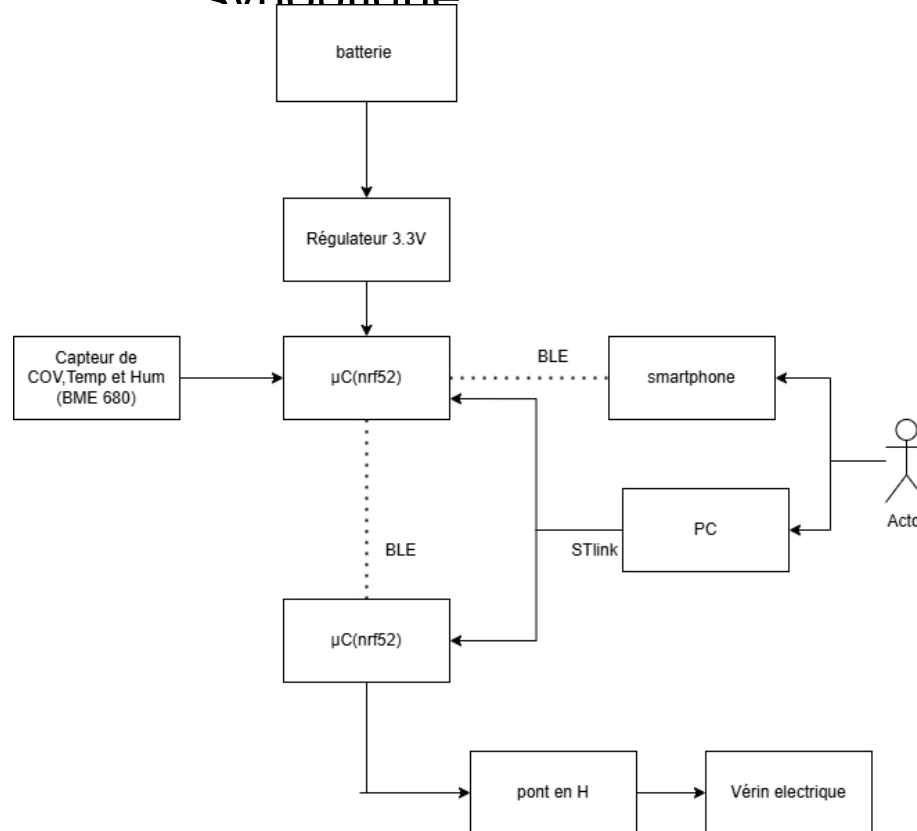 batterie
Régulateur 3.3V
Capteur de
COV,Temp et Hum
(BME 680)
µC(nrf52)
BLE
smartphone
PC
STlink
BLE
µC(nrf52)
pont en H
Vérin electrique